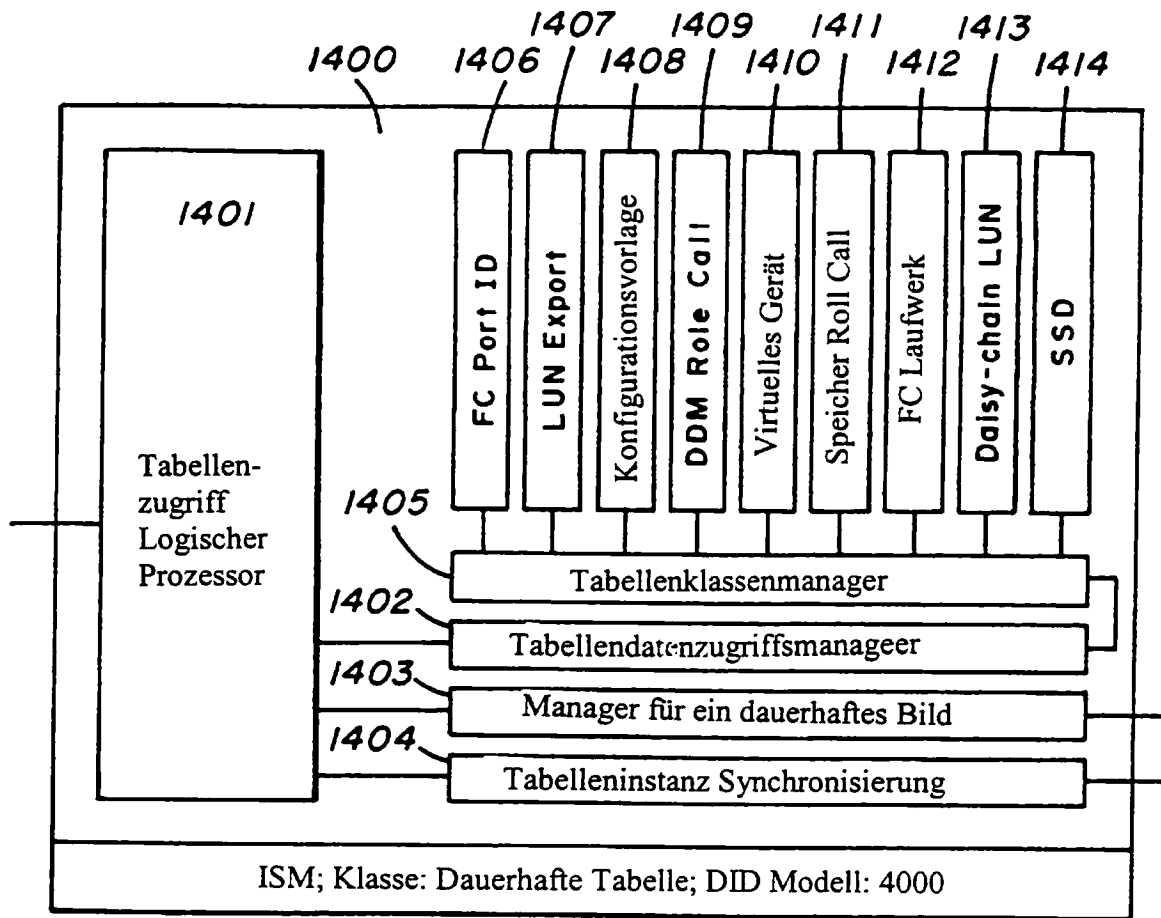 1407
1409
1411
1413
1400
1406
1408
1410
1412
1414
1401
FC Port ID
LUN Export
Konfigurationsvorlage
DDM Role Call
Virtuelles Gerät
Speicher Roll Call
FC Laufwerk
Daisy-chain LUN
SSD
Tabellen-
zugriff
Logischer
Prozessor
1405
Tabellenklassenmanager
1402
Tabellendatenzugriffsmanageer
1403
Manager für ein dauerhaftes Bild
1404
Tabelleninstanz Synchronisierung
ISM; Klasse: Dauerhafte Tabelle; DID Modell: 4000